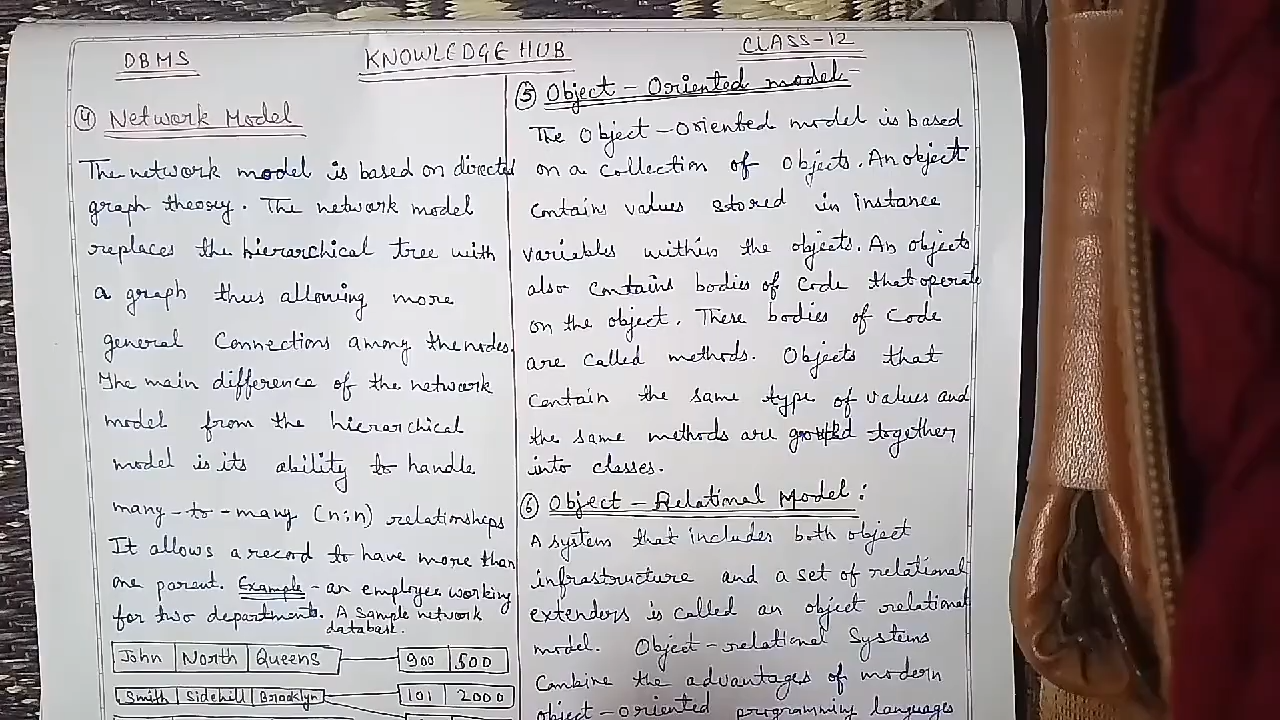 DBMS KNOWLEDGE HUB CLASS-12
④ Network Model
The network model is based on directed
graph theory. The network model
replaces the hierarchical tree with
a graph thus allowing more
general Connections among the nodes.
The main difference of the network
model from the hierarchical
model is its ability to handle
many-to-many (n:n) relationships
It allows a record to have more than
one parent. Example - an employee working
for two departments. A Sample network
database.
John North Queens 900 500
Smith Sidehill Brooklyn 101 2000
⑤ Object-Oriented model-
The Object-Oriented model is based
on a collection of objects. An object
contains values stored in instance
variables within the objects. An objects
also contains bodies of code that operate
on the object. These bodies of code
are called methods. Objects that
contain the same type of values and
the same methods are grouped together
into classes.
⑥ Object-Relational Model:
A system that includes both object
infrastructure and a set of relational
extenders is called an object relational
model. Object-relational Systems
Combine the advantages of modern
object-oriented programming languages